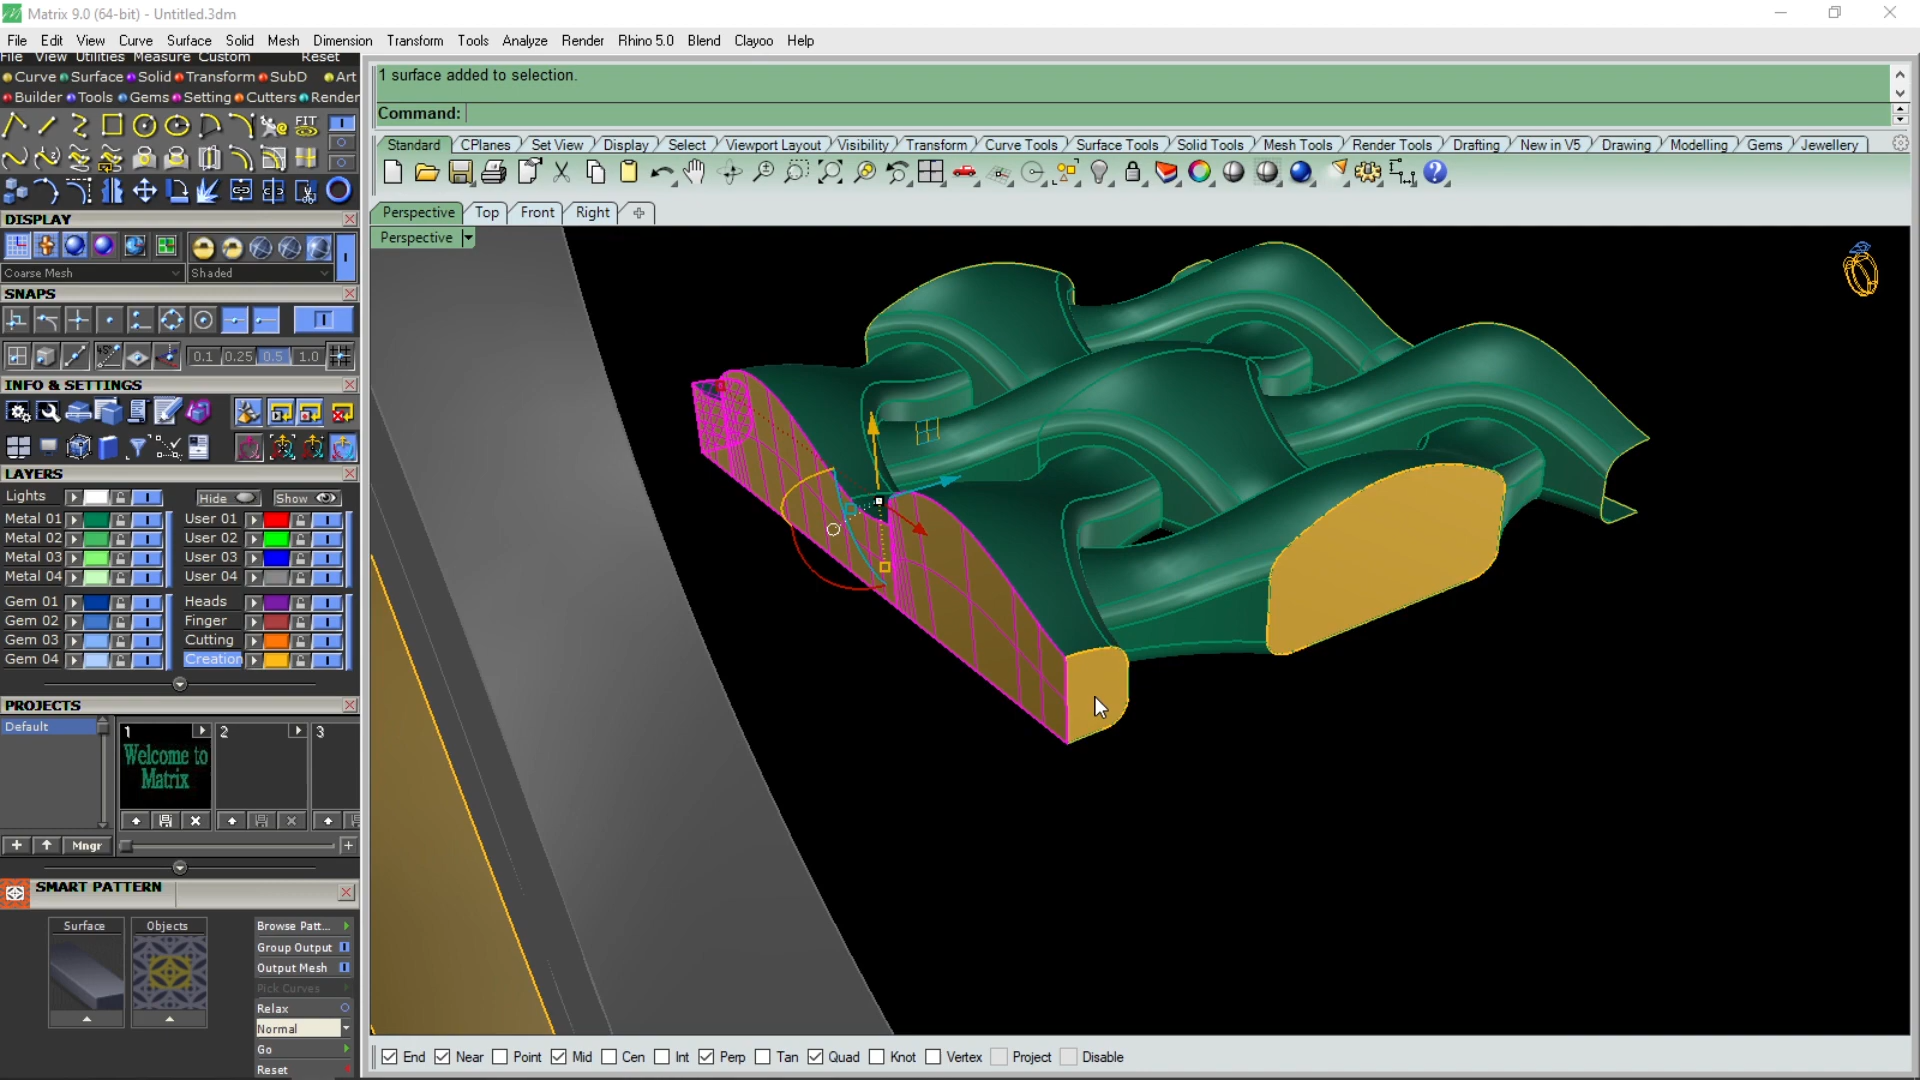 Matrix 9.0 (64-bit) - Untitled.3dm
File Edit View Curve Surface Solid Mesh Dimension Transform Tools Analyze Render Rhino 5.0 Blend Clayoo Help
File View Utilities Measure Custom Reset
Curve Surface Solid Transform SubD Art
Builder Tools Gems Setting Cutters Render
FIT
1 surface added to selection.
Command:
Standard CPlanes Set View Display Select Viewport Layout Visibility Transform Curve Tools Surface Tools Solid Tools Mesh Tools Render Tools Drafting New in V5 Drawing Modelling Gems Jewellery
Perspective Top Front Right
Perspective
DISPLAY
Coarse Mesh Shaded
SNAPS
0.1 0.25 0.5 1.0
INFO & SETTINGS
LAYERS
Lights Hide Show
Metal 01 User 01
Metal 02 User 02
Metal 03 User 03
Metal 04 User 04
Gem 01 Heads
Gem 02 Finger
Gem 03 Cutting
Gem 04 Creation
PROJECTS
Default 1 2 3
Welcome to
Matrix
Mngr
SMART PATTERN
Surface Objects Browse Patt...
Group Output
Output Mesh
Pick Curves
Relax
Normal
Go
Reset
End Near Point Mid Cen Int Perp Tan Quad Knot Vertex Project Disable